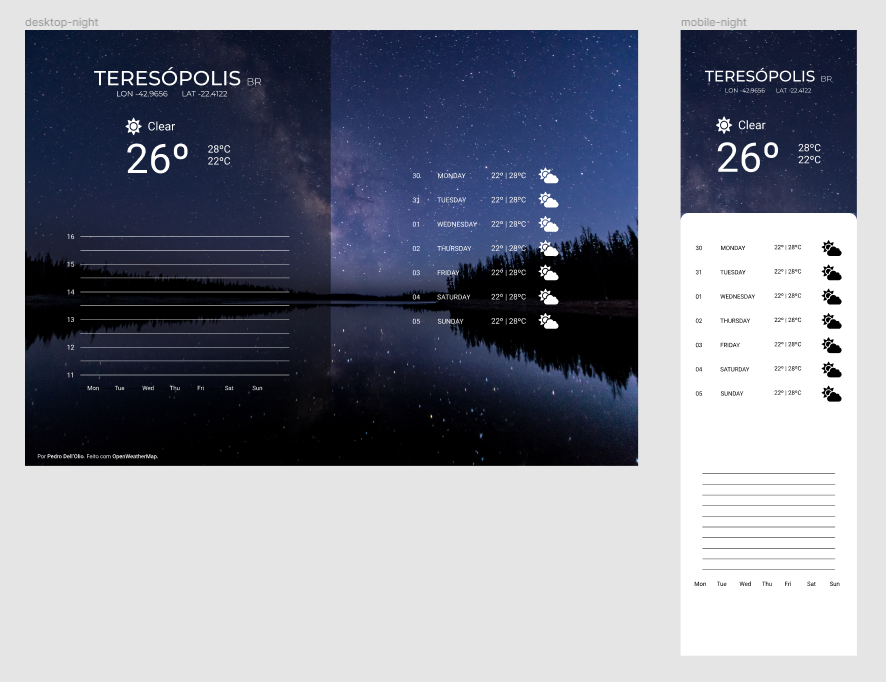 desktop-night
TERESÓPOLIS BR
LON -42.9656 LAT -22.4122
Clear
26º
28ºC
22ºC
16
15
14
13
12
11
Mon Tue Wed Thu Fri Sat Sun
30 MONDAY 22º | 28ºC
31 TUESDAY 22º | 28ºC
01 WEDNESDAY 22º | 28ºC
02 THURSDAY 22º | 28ºC
03 FRIDAY 22º | 28ºC
04 SATURDAY 22º | 28ºC
05 SUNDAY 22º | 28ºC
Por Pedro Dell'Olio. Feito com OpenWeatherMap.
mobile-night
TERESÓPOLIS BR
LON -42.9656 LAT -22.4122
Clear
26º
28ºC
22ºC
30 MONDAY 22º | 28ºC
31 TUESDAY 22º | 28ºC
01 WEDNESDAY 22º | 28ºC
02 THURSDAY 22º | 28ºC
03 FRIDAY 22º | 28ºC
04 SATURDAY 22º | 28ºC
05 SUNDAY 22º | 28ºC
Mon Tue Wed Thu Fri Sat Sun